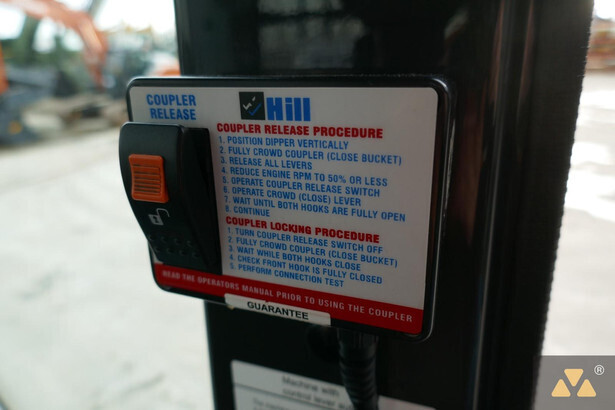 COUPLER
RELEASE
Hill
COUPLER RELEASE PROCEDURE
1. POSITION DIPPER VERTICALLY
2. FULLY CROWD COUPLER (CLOSE BUCKET)
3. RELEASE ALL LEVERS
4. REDUCE ENGINE RPM TO 50% OR LESS
5. OPERATE COUPLER RELEASE SWITCH
6. OPERATE CROWD (CLOSE) LEVER
7. WAIT UNTIL BOTH HOOKS ARE FULLY OPEN
8. CONTINUE
COUPLER LOCKING PROCEDURE
1. TURN COUPLER RELEASE SWITCH OFF
2. FULLY CROWD COUPLER (CLOSE BUCKET)
3. WAIT WHILE BOTH HOOKS CLOSE
4. CHECK FRONT HOOK IS FULLY CLOSED
5. PERFORM CONNECTION TEST
READ THE OPERATORS MANUAL PRIOR TO USING THE COUPLER
GUARANTEE
Machine with
control lever
®